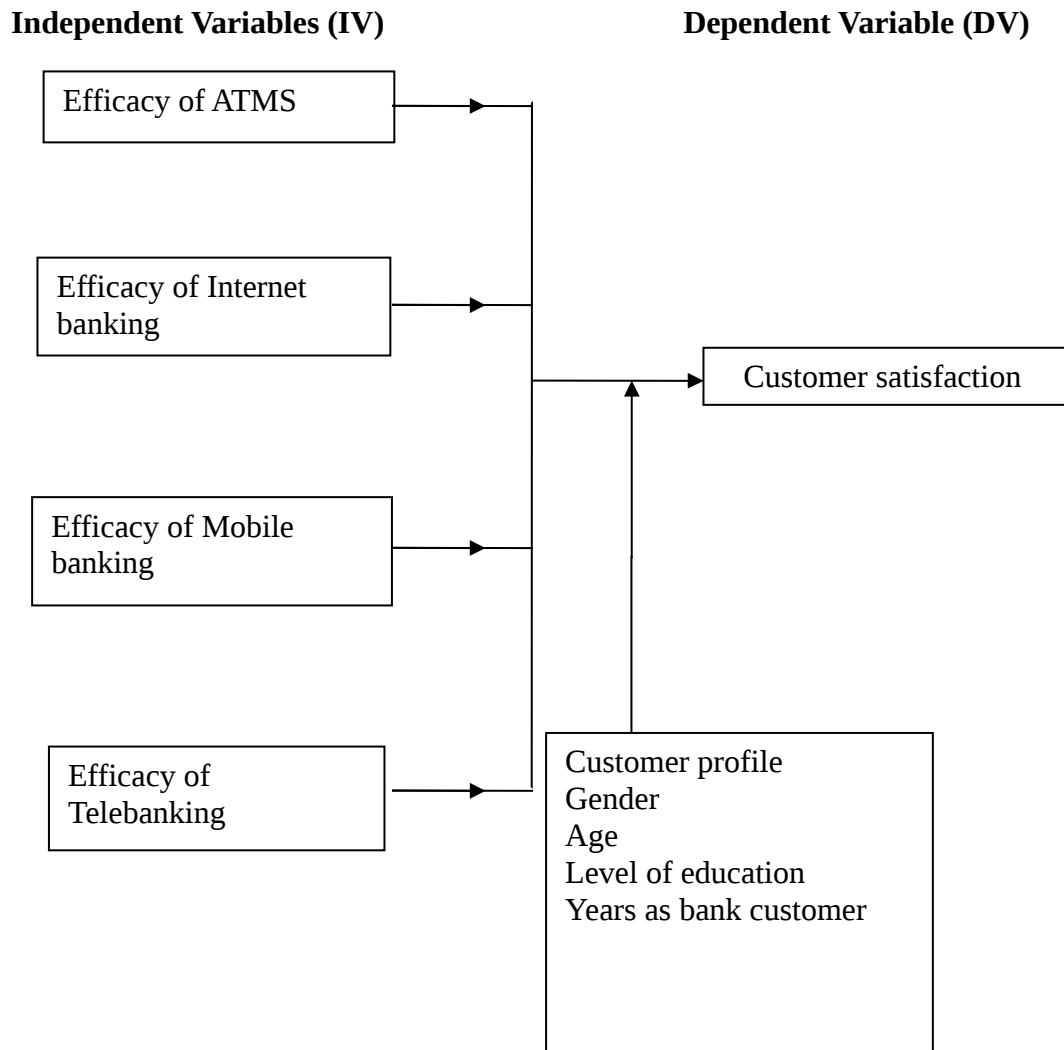 Independent Variables (IV)
Dependent Variable (DV)
Efficacy of ATMS
Efficacy of Internet
banking
Customer satisfaction
Efficacy of Mobile
banking
Efficacy of
Telebanking
Customer profile
Gender
Age
Level of education
Years as bank customer